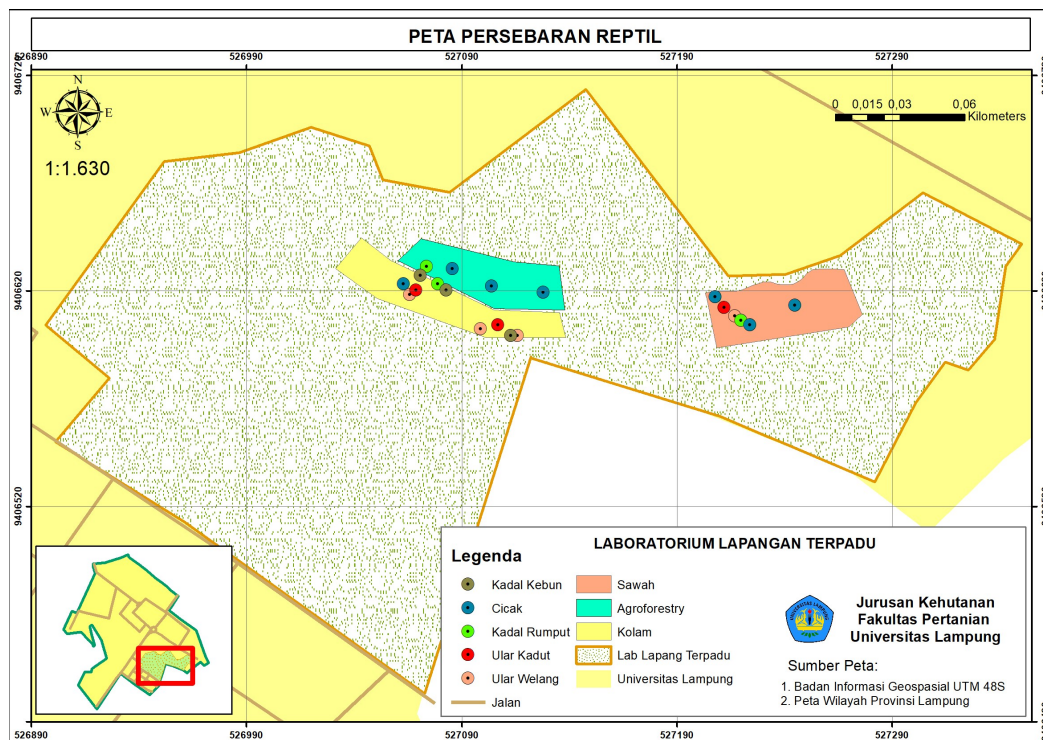 PETA PERSEBARAN REPTIL
526890
526990
527090
527190
527290
9406720
N
W E
S
1:1.630
0 0,015 0,03 0,06
Kilometers
9406620
9406520
Legenda
Kadal Kebun
Cicak
Kadal Rumput
Ular Kadut
Ular Welang
Jalan
LABORATORIUM LAPANGAN TERPADU
Sawah
Agroforestry
Kolam
Lab Lapang Terpadu
Universitas Lampung
UNIVERSITAS LAMPUNG
Jurusan Kehutanan
Fakultas Pertanian
Universitas Lampung
Sumber Peta:
1. Badan Informasi Geospasial UTM 48S
2. Peta Wilayah Provinsi Lampung
526890
526990
527090
527190
527290